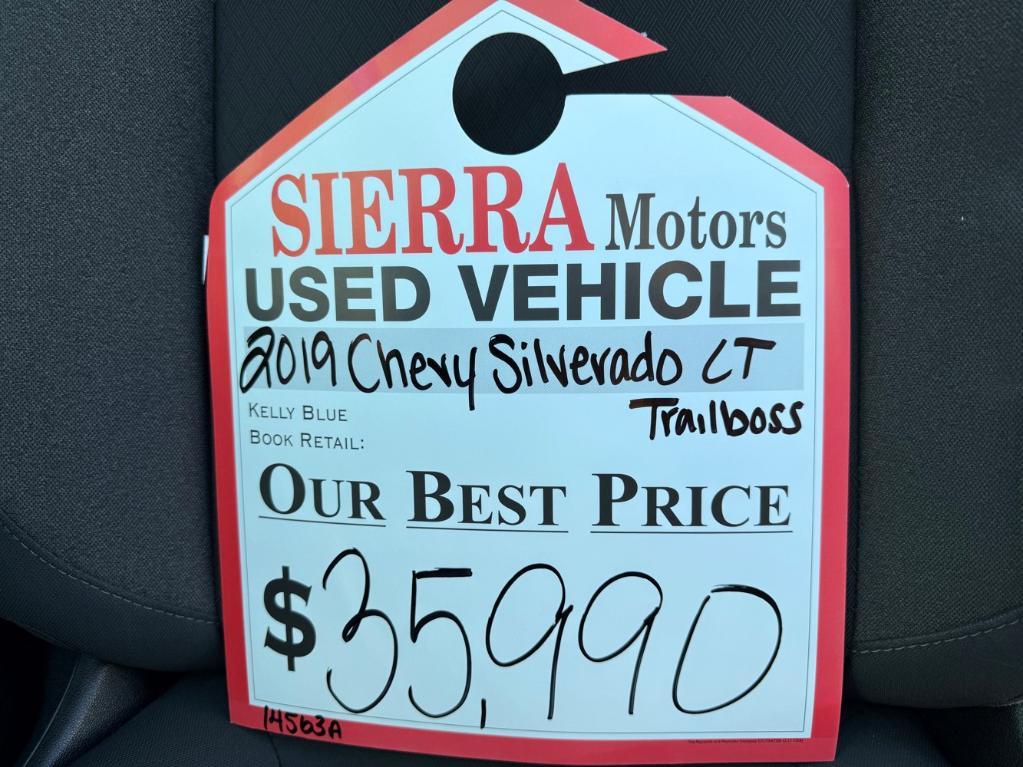 SIERRA Motors
USED VEHICLE
2019 Chevy Silverado LT
Trailboss
KELLY BLUE
BOOK RETAIL:
OUR BEST PRICE
$35,990
14563A